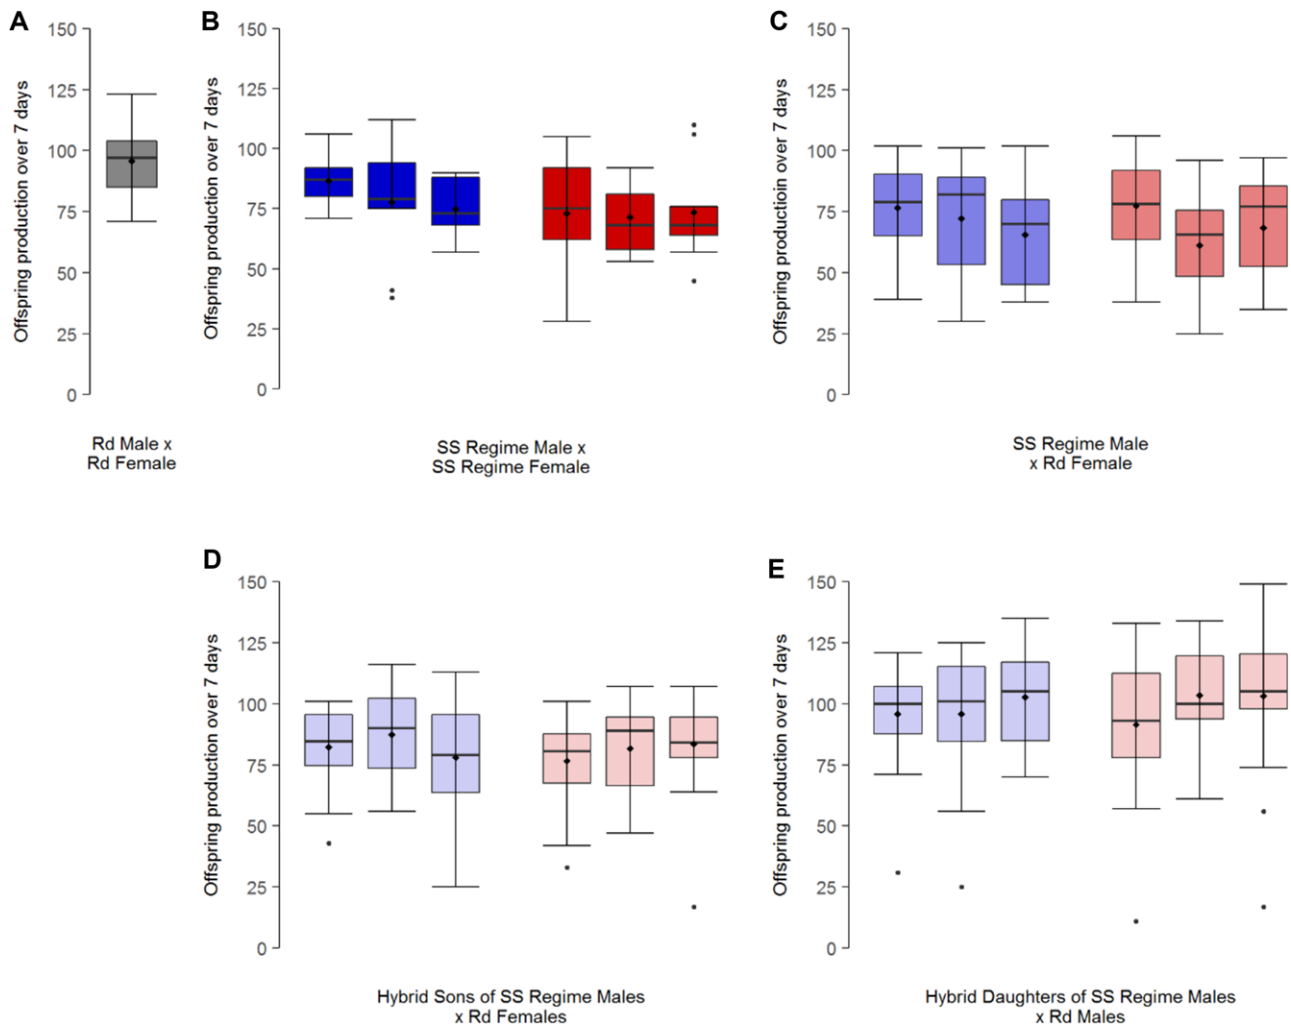 A
Offspring production over 7 days
150
125
100
75
50
25
0
Rd Male x
Rd Female
B
Offspring production over 7 days
150
125
100
75
50
25
0
SS Regime Male x
SS Regime Female
C
Offspring productioin over 7 days
150
125
100
75
50
25
0
SS Regime Male
x Rd Female
D
Offspring production over 7 days
150
125
100
75
50
25
0
Hybrid Sons of SS Regime Males
x Rd Females
E
Offspring production over 7 days
150
125
100
75
50
25
0
Hybrid Daughters of SS Regime Males
x Rd Males